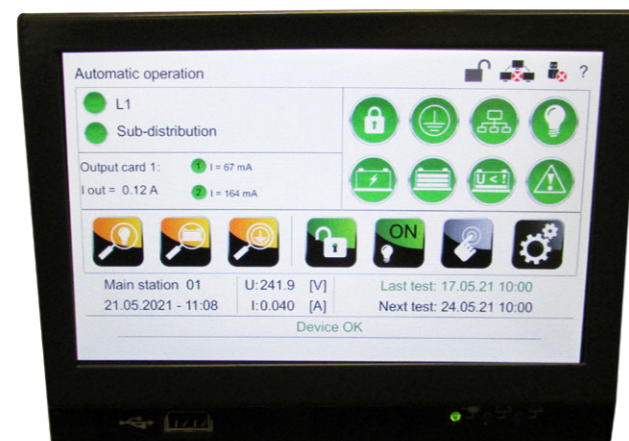 Automatic operation ?
L1
Sub-distribution
Output card 1: 1 I = 67 mA
I out = 0.12 A 2 I = 164 mA
U<!
ON
Main station 01 U:241.9 [V] Last test: 17.05.21 10:00
21.05.2021 - 11:08 I:0.040 [A] Next test: 24.05.21 10:00
Device OK